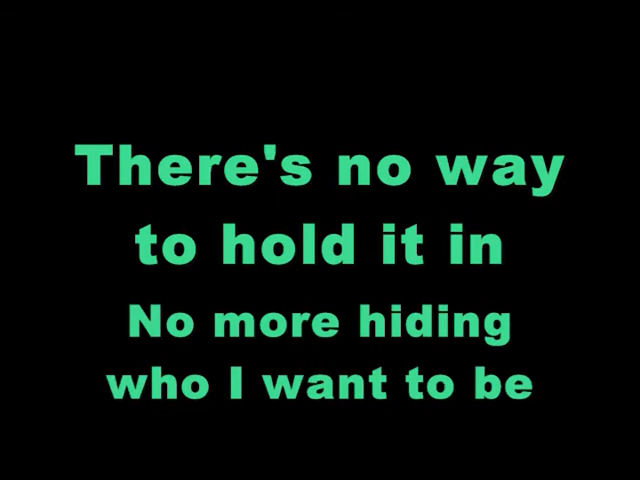 There's no way
to hold it in
No more hiding
who I want to be